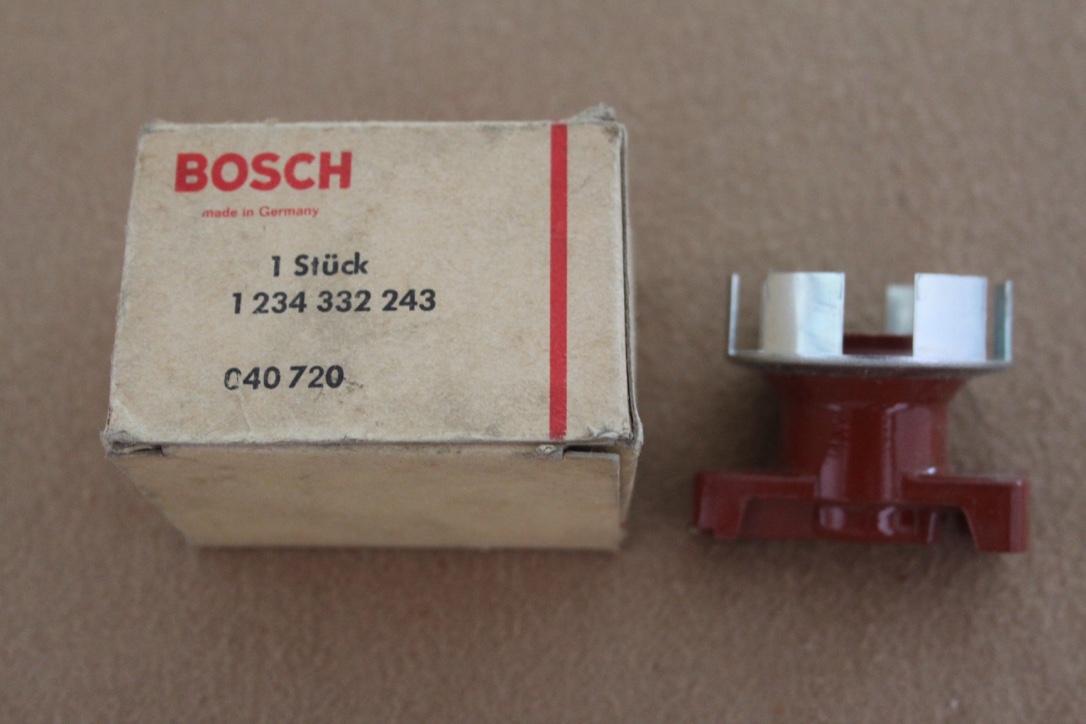 BOSCH
made in Germany
1 Stück
1 234 332 243
040 720